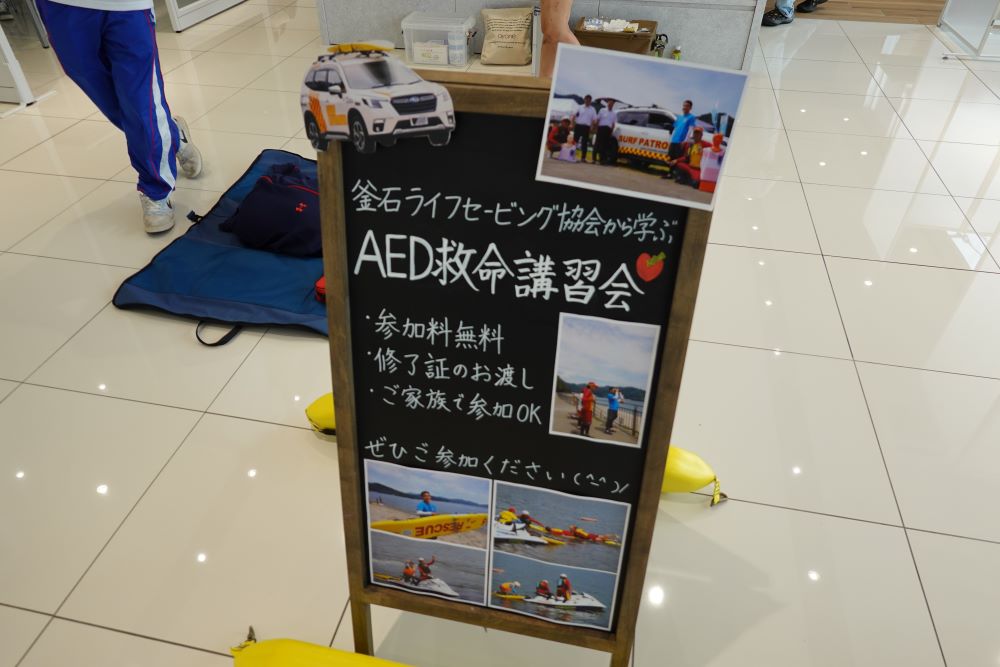 SURF PATRO
釜石ライフセービング協会から学ぶ
AED救命講習会
・参加料無料
・修了証のお渡し
・ご家族で参加OK
ぜひご参加ください(^^)/
RESCUE